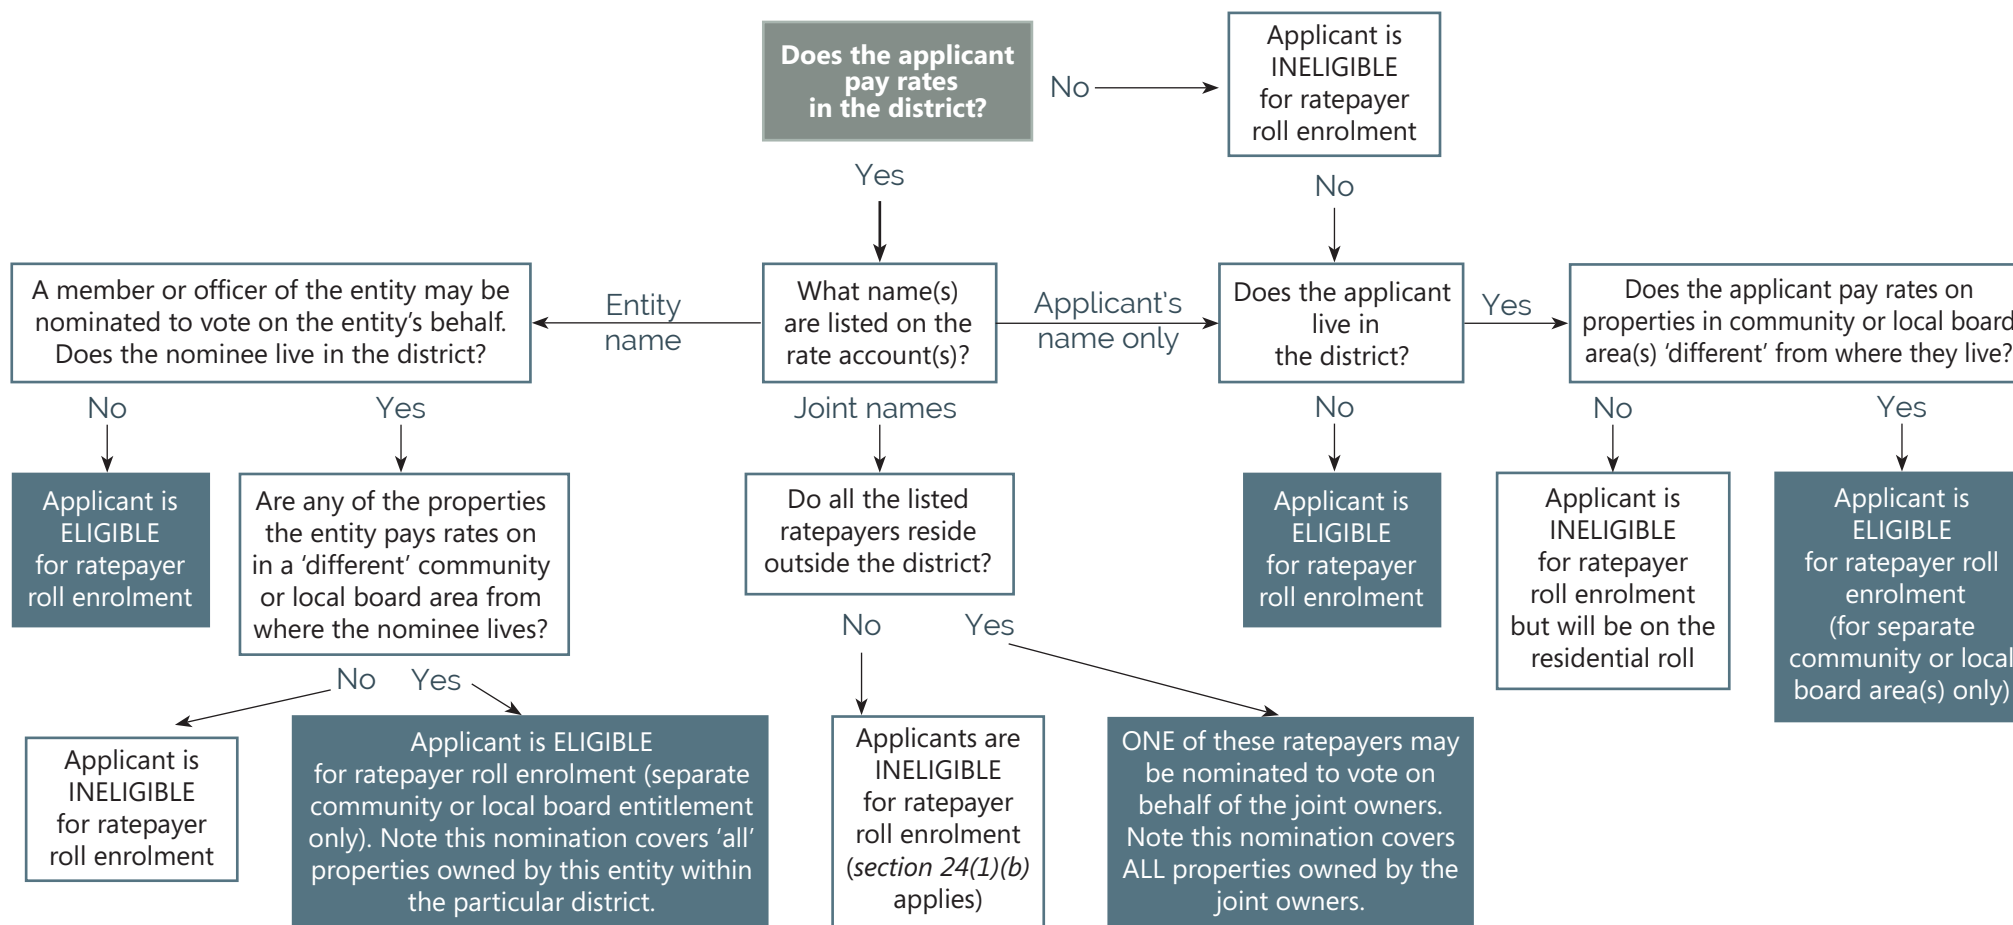 Does the applicant
pay rates
in the district?
No
Applicant is
INELIGIBLE
for ratepayer
roll enrolment
Yes
No
A member or officer of the entity may be
nominated to vote on the entity's behalf.
Does the nominee live in the district?
Entity
name
What name(s)
are listed on the
rate account(s)?
Applicant's
name only
Does the applicant
live in
the district?
Yes
Does the applicant pay rates on
properties in community or local board
area(s) 'different' from where they live?
No
Yes
Joint names
No
No
Yes
Applicant is
ELIGIBLE
for ratepayer
roll enrolment
Are any of the properties
the entity pays rates on
in a 'different' community
or local board area from
where the nominee lives?
Do all the listed
ratepayers reside
outside the district?
Applicant is
ELIGIBLE
for ratepayer
roll enrolment
Applicant is
INELIGIBLE
for ratepayer
roll enrolment
but will be on the
residential roll
Applicant is
ELIGIBLE
for ratepayer roll
enrolment
(for separate
community or local
board area(s) only)
No
Yes
No
Yes
Applicant is
INELIGIBLE
for ratepayer
roll enrolment
Applicant is ELIGIBLE
for ratepayer roll enrolment (separate
community or local board entitlement
only). Note this nomination covers 'all'
properties owned by this entity within
the particular district.
Applicants are
INELIGIBLE
for ratepayer
roll enrolment
(section 24(1)(b)
applies)
ONE of these ratepayers may
be nominated to vote on
behalf of the joint owners.
Note this nomination covers
ALL properties owned by the
joint owners.